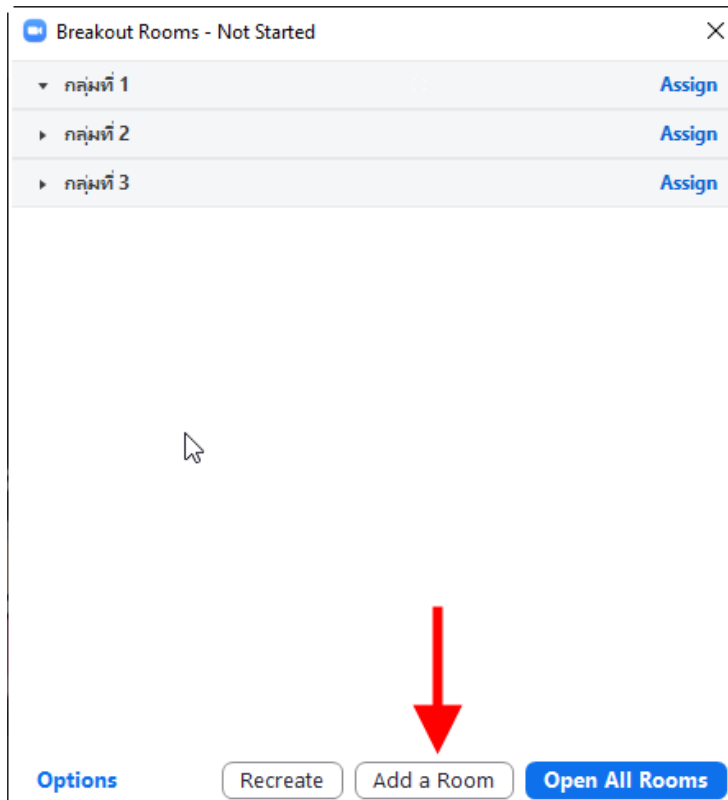 Breakout Rooms - Not Started
กลุ่มที่ 1 Assign
กลุ่มที่ 2 Assign
กลุ่มที่ 3 Assign
Options Recreate Add a Room Open All Rooms